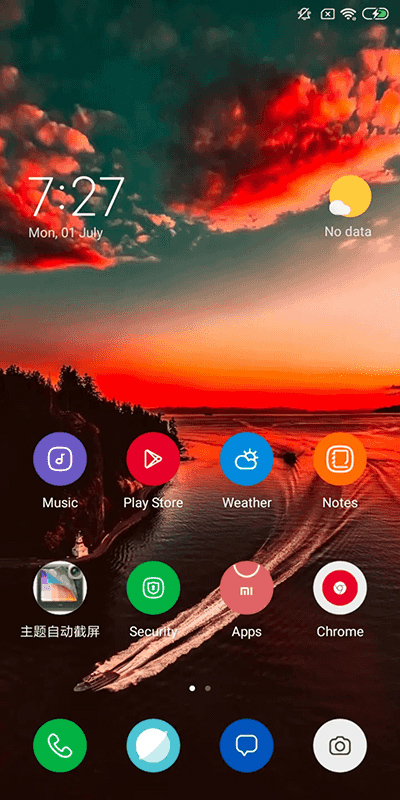 7:27
Mon, 01 July
No data
Music
Play Store
Weather
Notes
mi
主题自动截屏
Security
Apps
Chrome